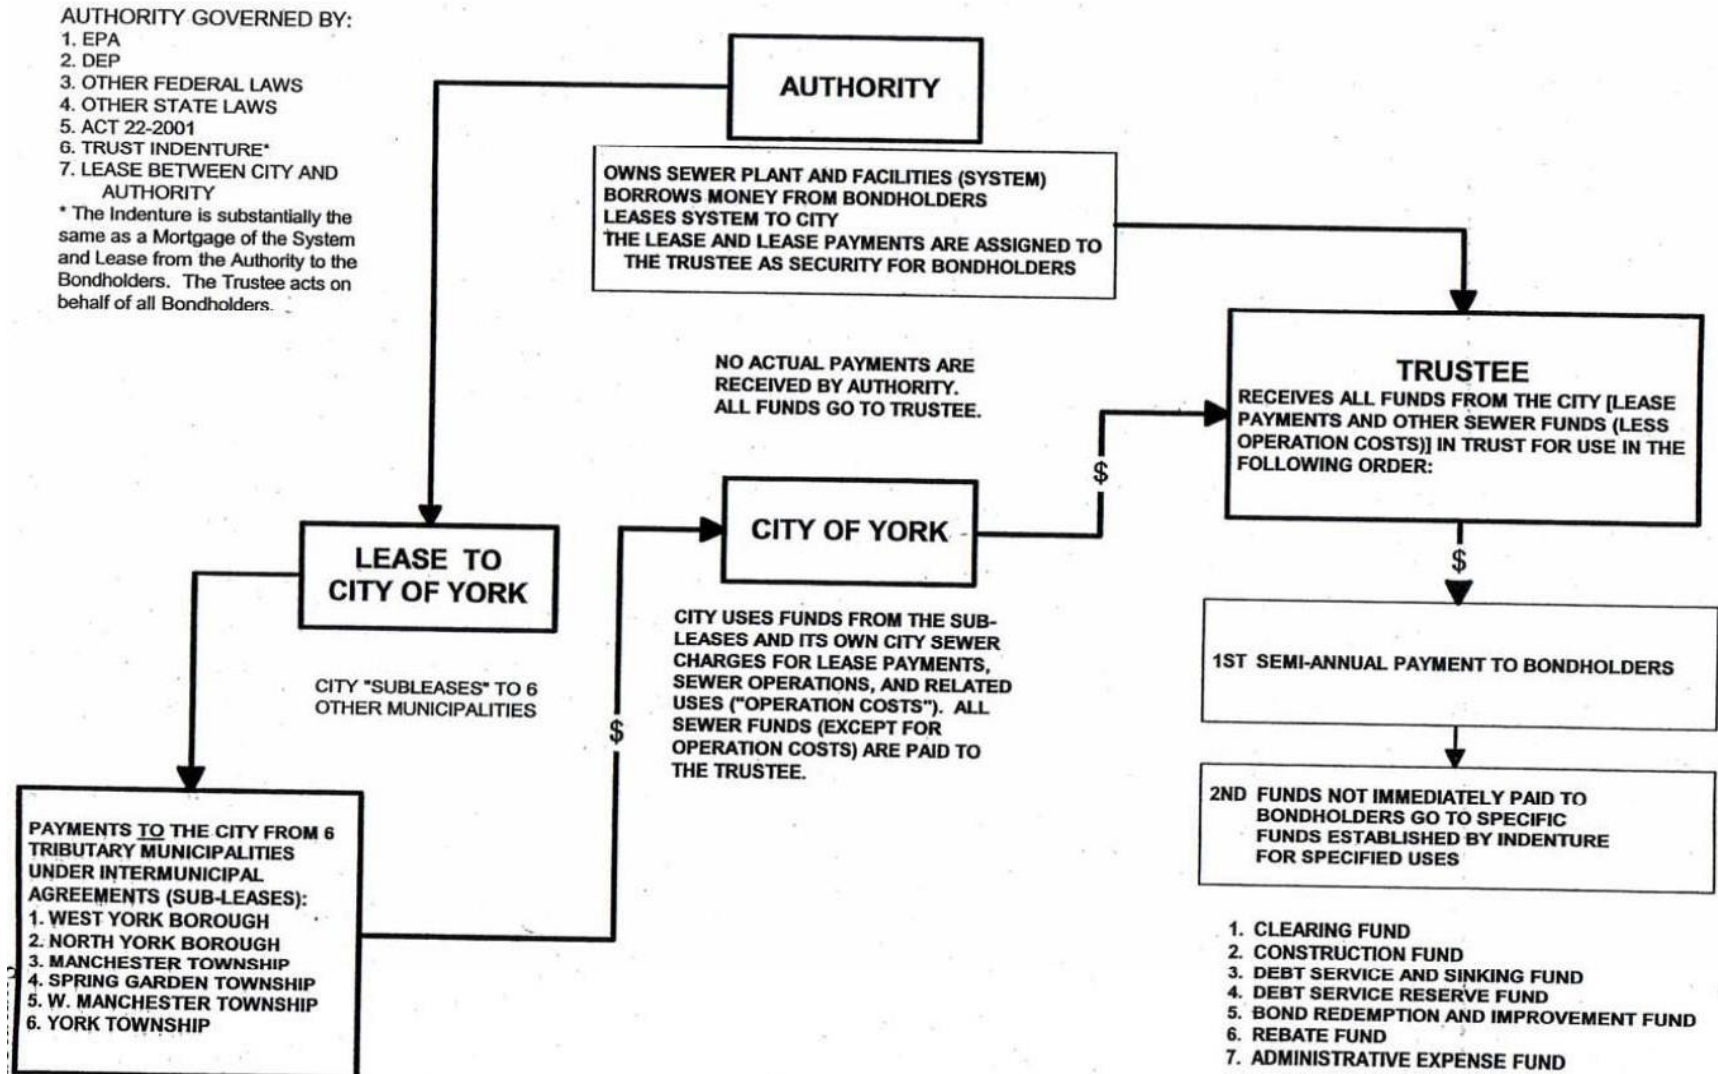 AUTHORITY GOVERNED BY:
1. EPA
2. DEP
3. OTHER FEDERAL LAWS
4. OTHER STATE LAWS
5. ACT 22-2001
6. TRUST INDENTURE*
7. LEASE BETWEEN CITY AND
AUTHORITY
* The Indenture is substantially the
same as a Mortgage of the System
and Lease from the Authority to the
Bondholders. The Trustee acts on
behalf of all Bondholders.
AUTHORITY
OWNS SEWER PLANT AND FACILITIES (SYSTEM)
BORROWS MONEY FROM BONDHOLDERS
LEASES SYSTEM TO CITY
THE LEASE AND LEASE PAYMENTS ARE ASSIGNED TO
THE TRUSTEE AS SECURITY FOR BONDHOLDERS
NO ACTUAL PAYMENTS ARE
RECEIVED BY AUTHORITY.
ALL FUNDS GO TO TRUSTEE.
TRUSTEE
RECEIVES ALL FUNDS FROM THE CITY [LEASE
PAYMENTS AND OTHER SEWER FUNDS (LESS
OPERATION COSTS)] IN TRUST FOR USE IN THE
FOLLOWING ORDER:
$
LEASE TO
CITY OF YORK
CITY OF YORK
$
CITY "SUBLEASES" TO 6
OTHER MUNICIPALITIES
$
CITY USES FUNDS FROM THE SUB-
LEASES AND ITS OWN CITY SEWER
CHARGES FOR LEASE PAYMENTS,
SEWER OPERATIONS, AND RELATED
USES ("OPERATION COSTS"). ALL
SEWER FUNDS (EXCEPT FOR
OPERATION COSTS) ARE PAID TO
THE TRUSTEE.
1ST SEMI-ANNUAL PAYMENT TO BONDHOLDERS
2ND FUNDS NOT IMMEDIATELY PAID TO
BONDHOLDERS GO TO SPECIFIC
FUNDS ESTABLISHED BY INDENTURE
FOR SPECIFIED USES
PAYMENTS TO THE CITY FROM 6
TRIBUTARY MUNICIPALITIES
UNDER INTERMUNICIPAL
AGREEMENTS (SUB-LEASES):
1. WEST YORK BOROUGH
2. NORTH YORK BOROUGH
3. MANCHESTER TOWNSHIP
4. SPRING GARDEN TOWNSHIP
5. W. MANCHESTER TOWNSHIP
6. YORK TOWNSHIP
1. CLEARING FUND
2. CONSTRUCTION FUND
3. DEBT SERVICE AND SINKING FUND
4. DEBT SERVICE RESERVE FUND
5. BOND REDEMPTION AND IMPROVEMENT FUND
6. REBATE FUND
7. ADMINISTRATIVE EXPENSE FUND